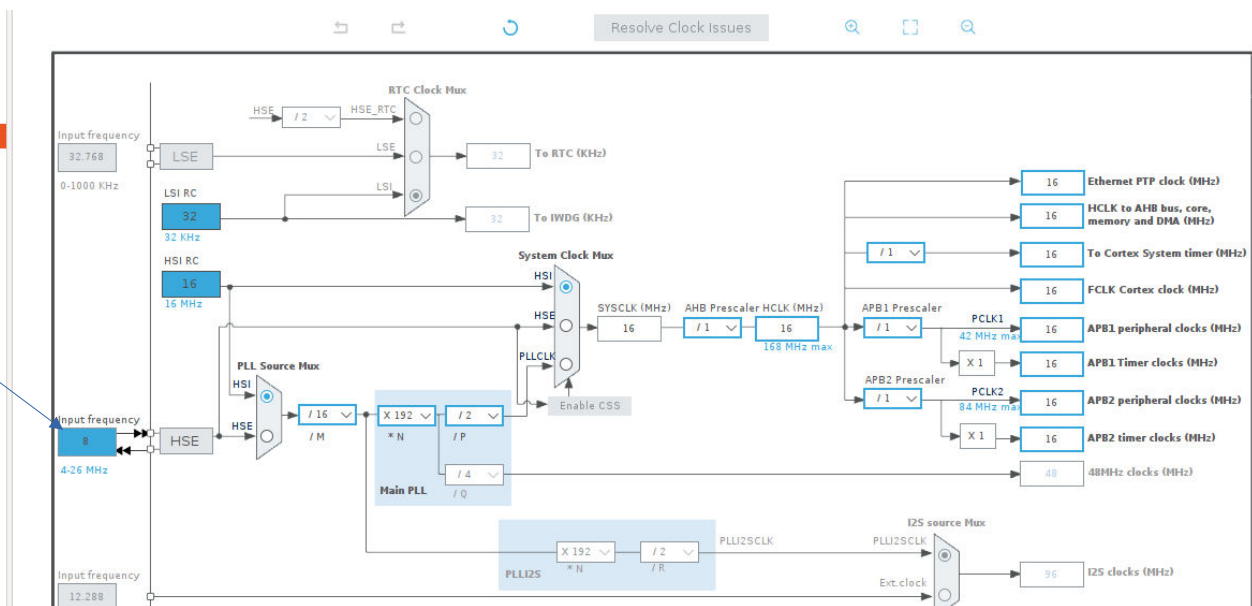 Resolve Clock Issues
RTC Clock Mux
HSE
/ 2
HSE_RTC
Input frequency
32.768
0-1000 KHz
LSE
LSE
32
To RTC (KHz)
LSI RC
32
32 KHz
LSI
32
To IWDG (KHz)
HSI RC
16
16 MHz
System Clock Mux
HSI
HSE
PLLCLK
Enable CSS
SYSCLK (MHz)
16
AHB Prescaler
/ 1
HCLK (MHz)
16
168 MHz max
16
Ethernet PTP clock (MHz)
16
HCLK to AHB bus, core,
memory and DMA (MHz)
/ 1
16
To Cortex System timer (MHz)
16
FCLK Cortex clock (MHz)
APB1 Prescaler
/ 1
PCLK1
42 MHz max
16
APB1 peripheral clocks (MHz)
X 1
16
APB1 Timer clocks (MHz)
APB2 Prescaler
/ 1
PCLK2
84 MHz max
16
APB2 peripheral clocks (MHz)
X 1
16
APB2 timer clocks (MHz)
48
48MHz clocks (MHz)
PLL Source Mux
HSI
HSE
/ 16
/ M
X 192
* N
/ 2
/ P
/ 4
/ Q
Main PLL
Input frequency
8
4-26 MHz
HSE
X 192
* N
/ 2
/ R
PLLI2S
PLLI2SCLK
I2S source Mux
PLLI2SCLK
Ext.clock
96
I2S clocks (MHz)
Input frequency
12.288